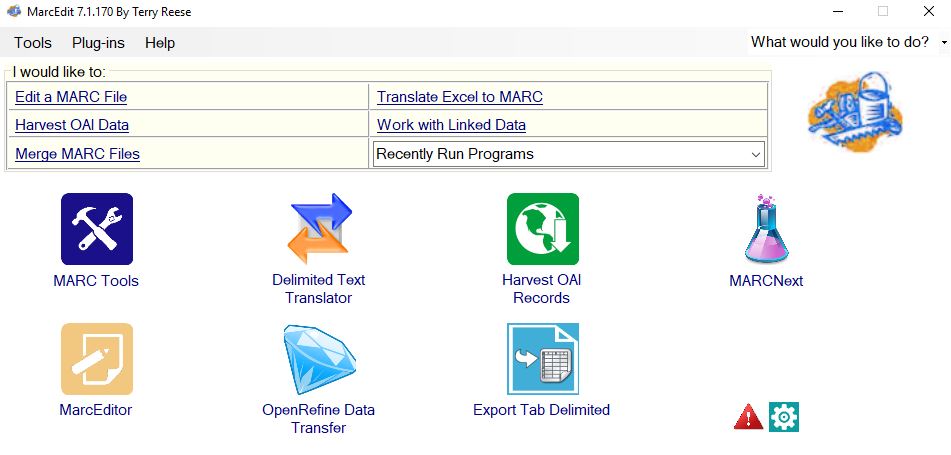 MarcEdit 7.1.170 By Terry Reese
Tools Plug-ins Help What would you like to do?
I would like to:
Edit a MARC File Translate Excel to MARC
Harvest OAI Data Work with Linked Data
Merge MARC Files Recently Run Programs
MARC Tools
Delimited Text
Translator
Harvest OAI
Records
MARCNext
MarcEditor
OpenRefine Data
Transfer
Export Tab Delimited